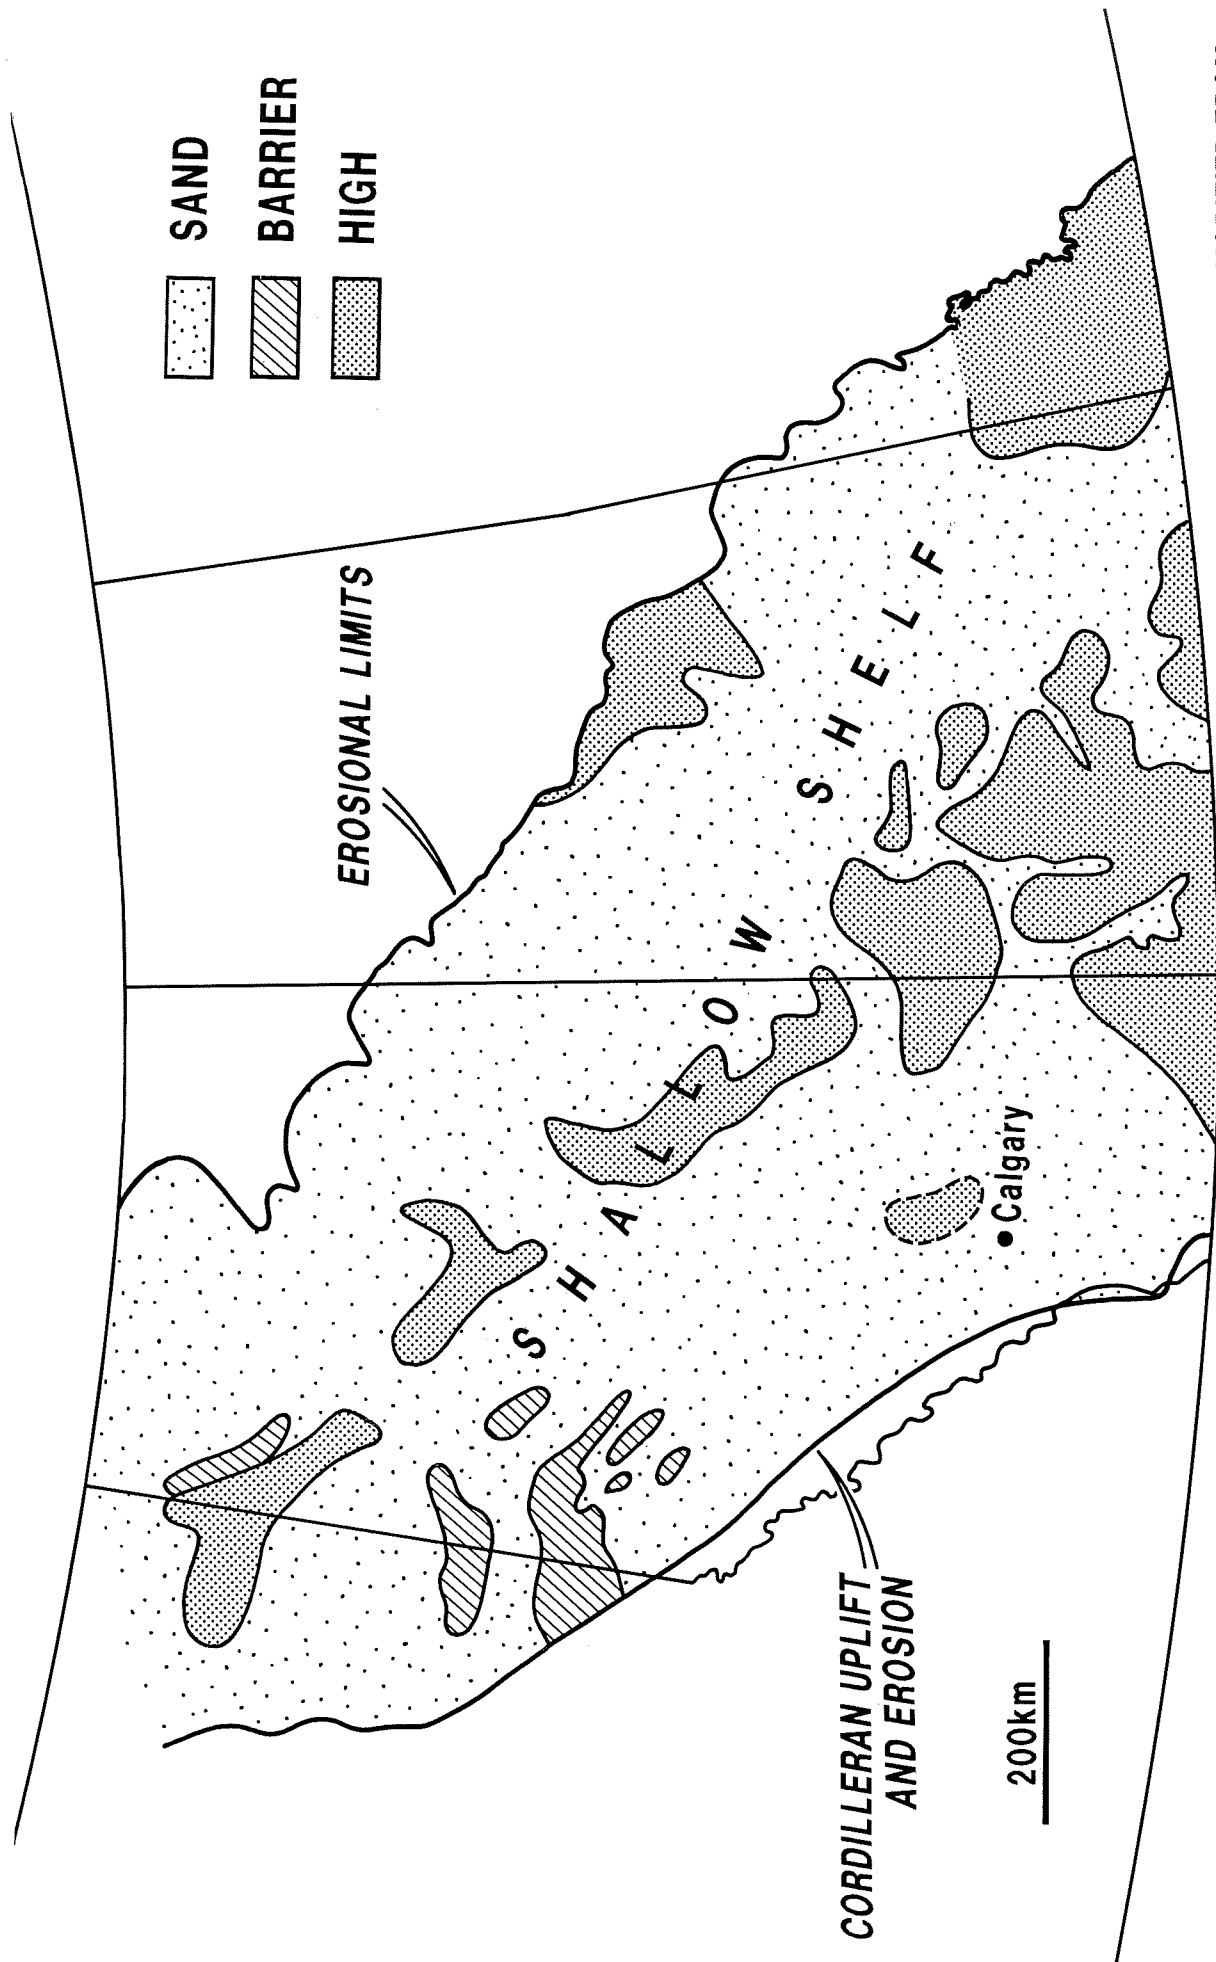 SAND
BARRIER
HIGH
EROSIONAL LIMITS
SHALLOW SHELF
Calgary
CORDILLERAN UPLIFT
AND EROSION
200km